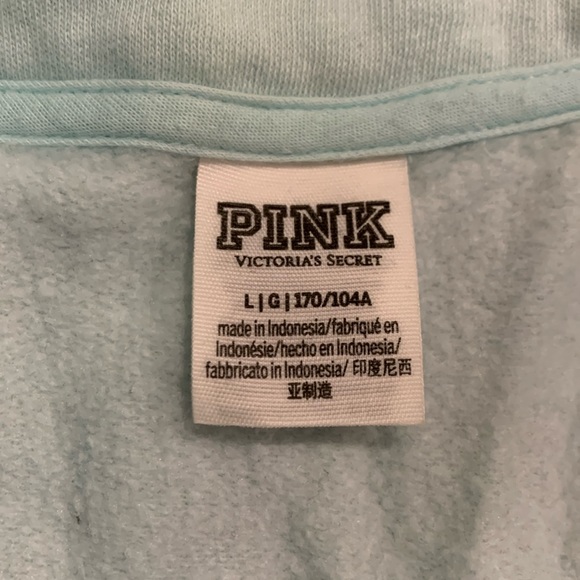 PINK
VICTORIA'S SECRET
L|G|170/104A
made in Indonesia/fabriqué en
Indonésie/hecho en Indonesia/
fabbricato in Indonesia/ 印度尼西
亚制造